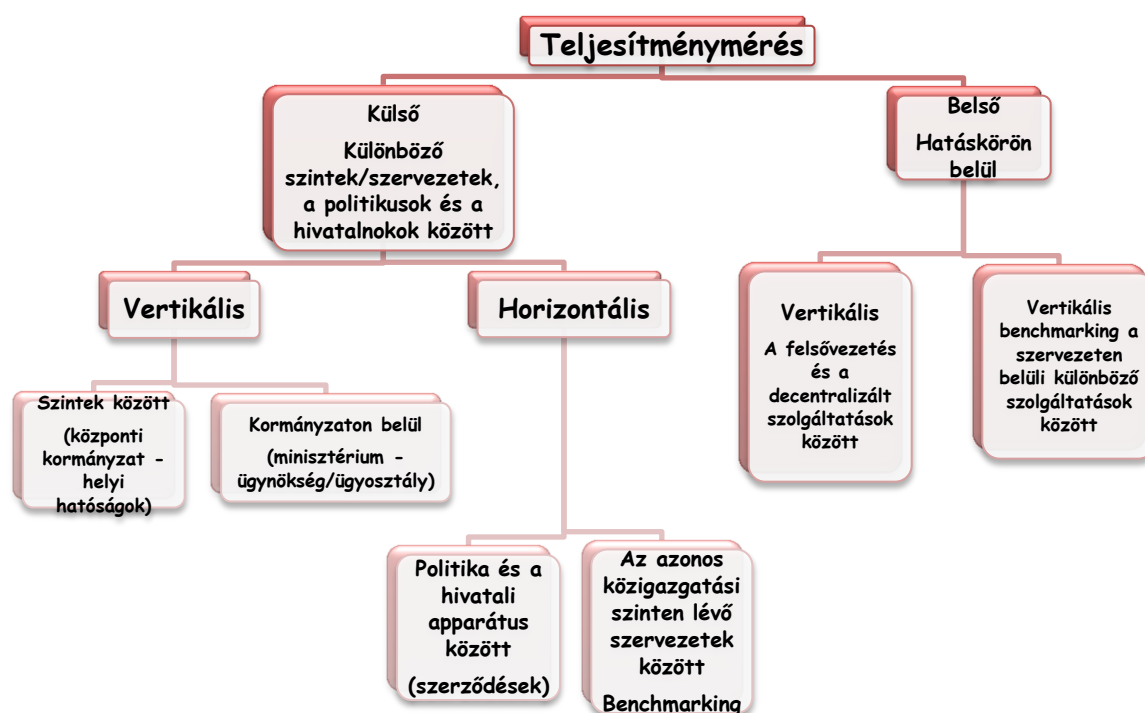 Teljesítménymérés
Külső
Különböző
szintek/szervezetek,
a politikusok és a
hivatalnokok között
Belső
Hatáskörön
belül
Vertikális
Horizontális
Vertikális
A felsővezetés
és a
decentralizált
szolgáltatások
között
Vertikális
benchmarking a
szervezeten
belüli különböző
szolgáltatások
között
Szintek között
(központi
kormányzat -
helyi
hatóságok)
Kormányzaton belül
(minisztérium -
ügynökség/ügyosztály)
Politika és a
hivatali
apparátus
között
(szerződések)
Az azonos
közigazgatási
szinten lévő
szervezetek
között
Benchmarking